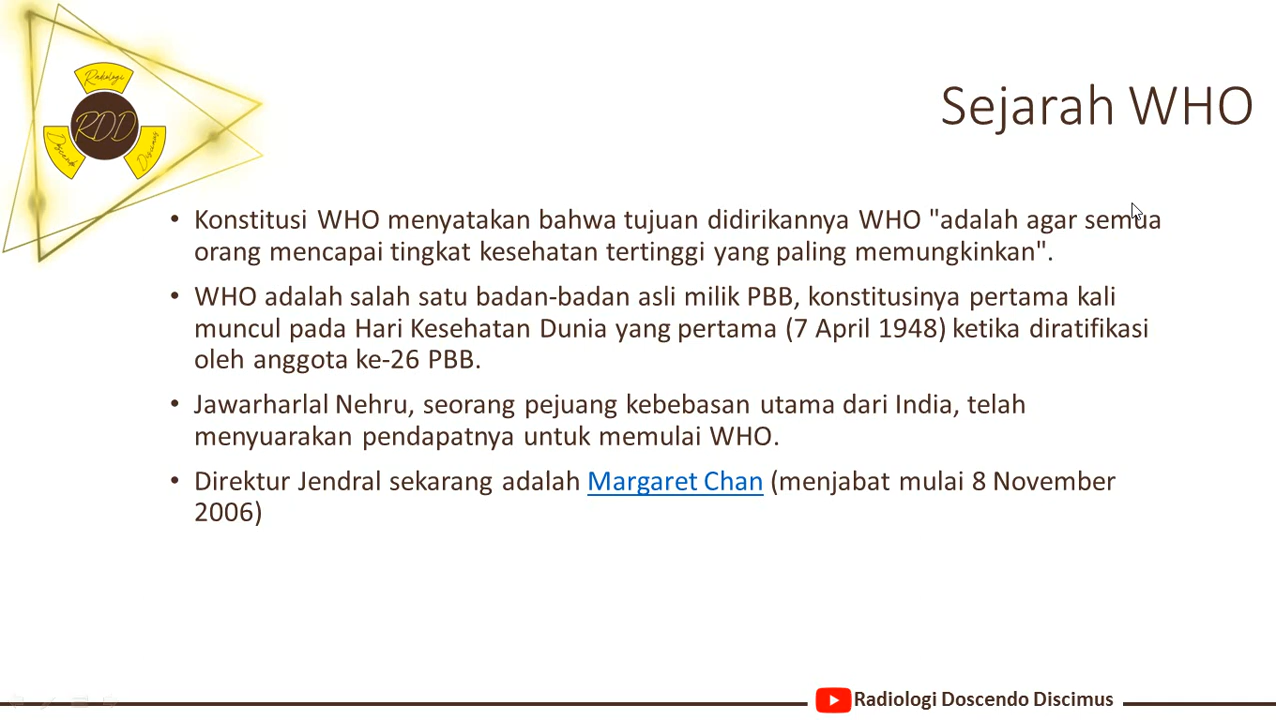 Radiologi
RDD
Doscendo
Discimus
Sejarah WHO
• Konstitusi WHO menyatakan bahwa tujuan didirikannya WHO "adalah agar semua
orang mencapai tingkat kesehatan tertinggi yang paling memungkinkan".
• WHO adalah salah satu badan-badan asli milik PBB, konstitusinya pertama kali
muncul pada Hari Kesehatan Dunia yang pertama (7 April 1948) ketika diratifikasi
oleh anggota ke-26 PBB.
• Jawarharlal Nehru, seorang pejuang kebebasan utama dari India, telah
menyuarakan pendapatnya untuk memulai WHO.
• Direktur Jendral sekarang adalah Margaret Chan (menjabat mulai 8 November
2006)
Radiologi Doscendo Discimus